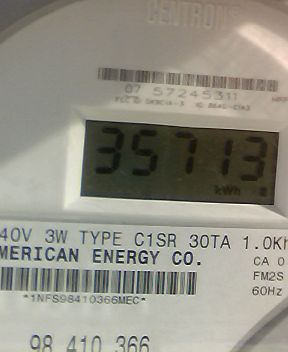 CENTRON
07 57245311
35713
kWh
40V 3W TYPE C1SR 30TA 1.0Kh
MERICAN ENERGY CO.
CA 0
FM2S
60Hz
*1NFS98410366MEC*
98 410 366